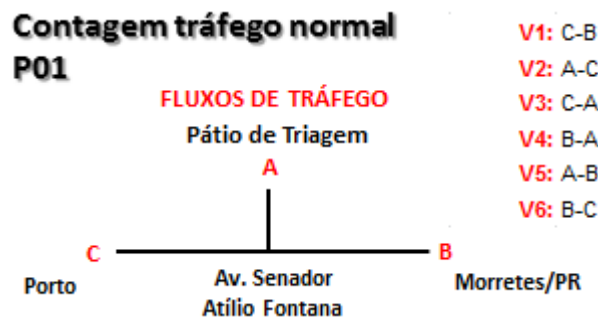 Contagem tráfego normal
P01
FLUXOS DE TRÁFEGO
Pátio de Triagem
A
C
B
Porto
Av. Senador
Atílio Fontana
Morretes/PR
V1: C-B
V2: A-C
V3: C-A
V4: B-A
V5: A-B
V6: B-C